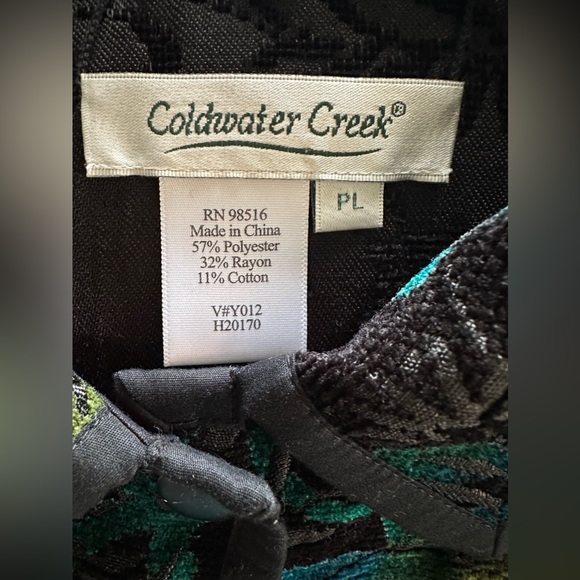 Coldwater Creek®
PL
RN 98516
Made in China
57% Polyester
32% Rayon
11% Cotton
V#Y012
H20170